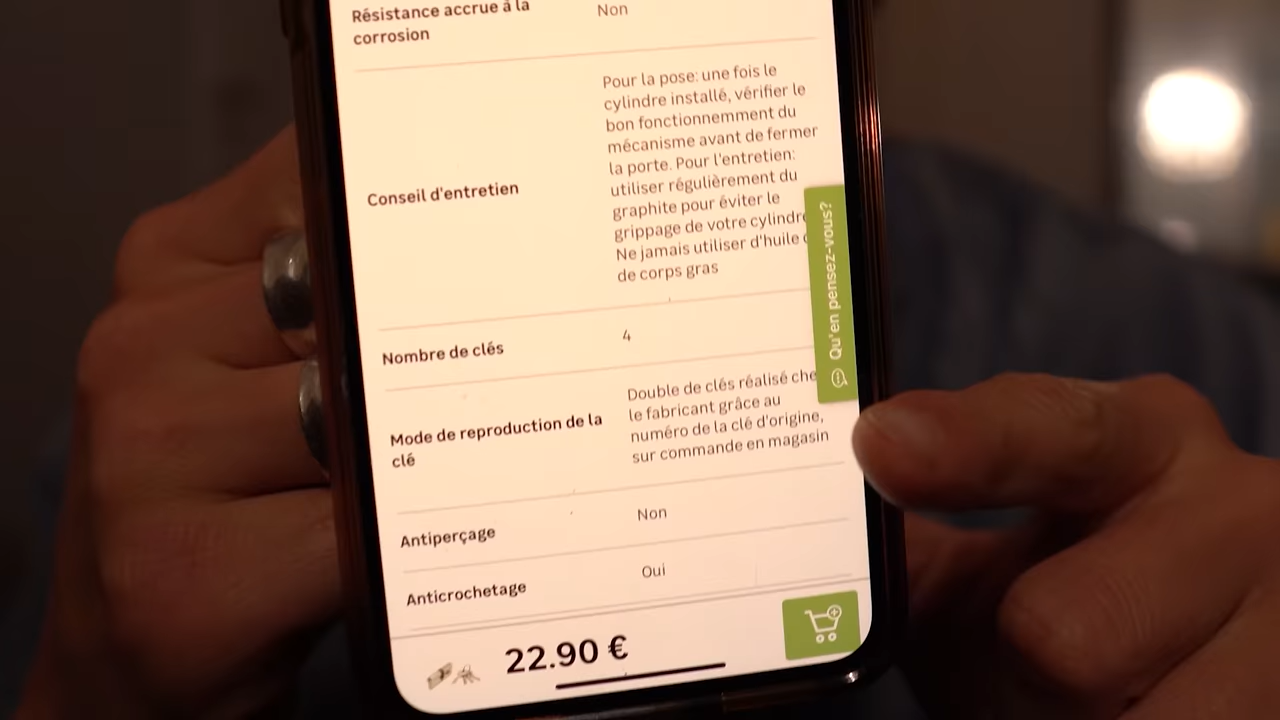 Résistance accrue à la
corrosion
Non
Conseil d'entretien
Pour la pose: une fois le
cylindre installé, vérifier le
bon fonctionnemment du
mécanisme avant de fermer
la porte. Pour l'entretien:
utiliser régulièrement du
graphite pour éviter le
grippage de votre cylindre
Ne jamais utiliser d'huile
de corps gras
Nombre de clés
4
Mode de reproduction de la
clé
Double de clés réalisé
le fabricant grâce au
numéro de la clé d'origine,
sur commande en magasin
Antiperçage
Non
Anticrochetage
Oui
22.90 €
Qu'en pensez-vous?